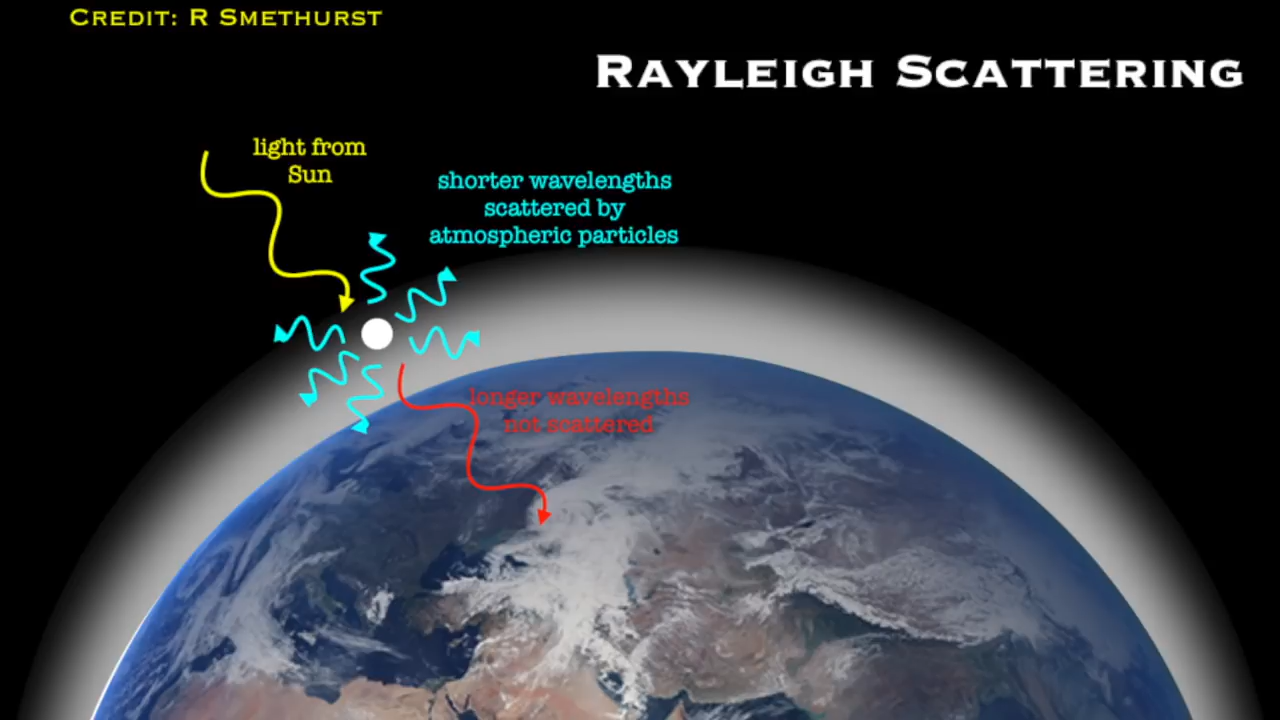 CREDIT: R SMETHURST
RAYLEIGH SCATTERING
light from
Sun
shorter wavelengths
scattered by
atmospheric particles
longer wavelengths
not scattered